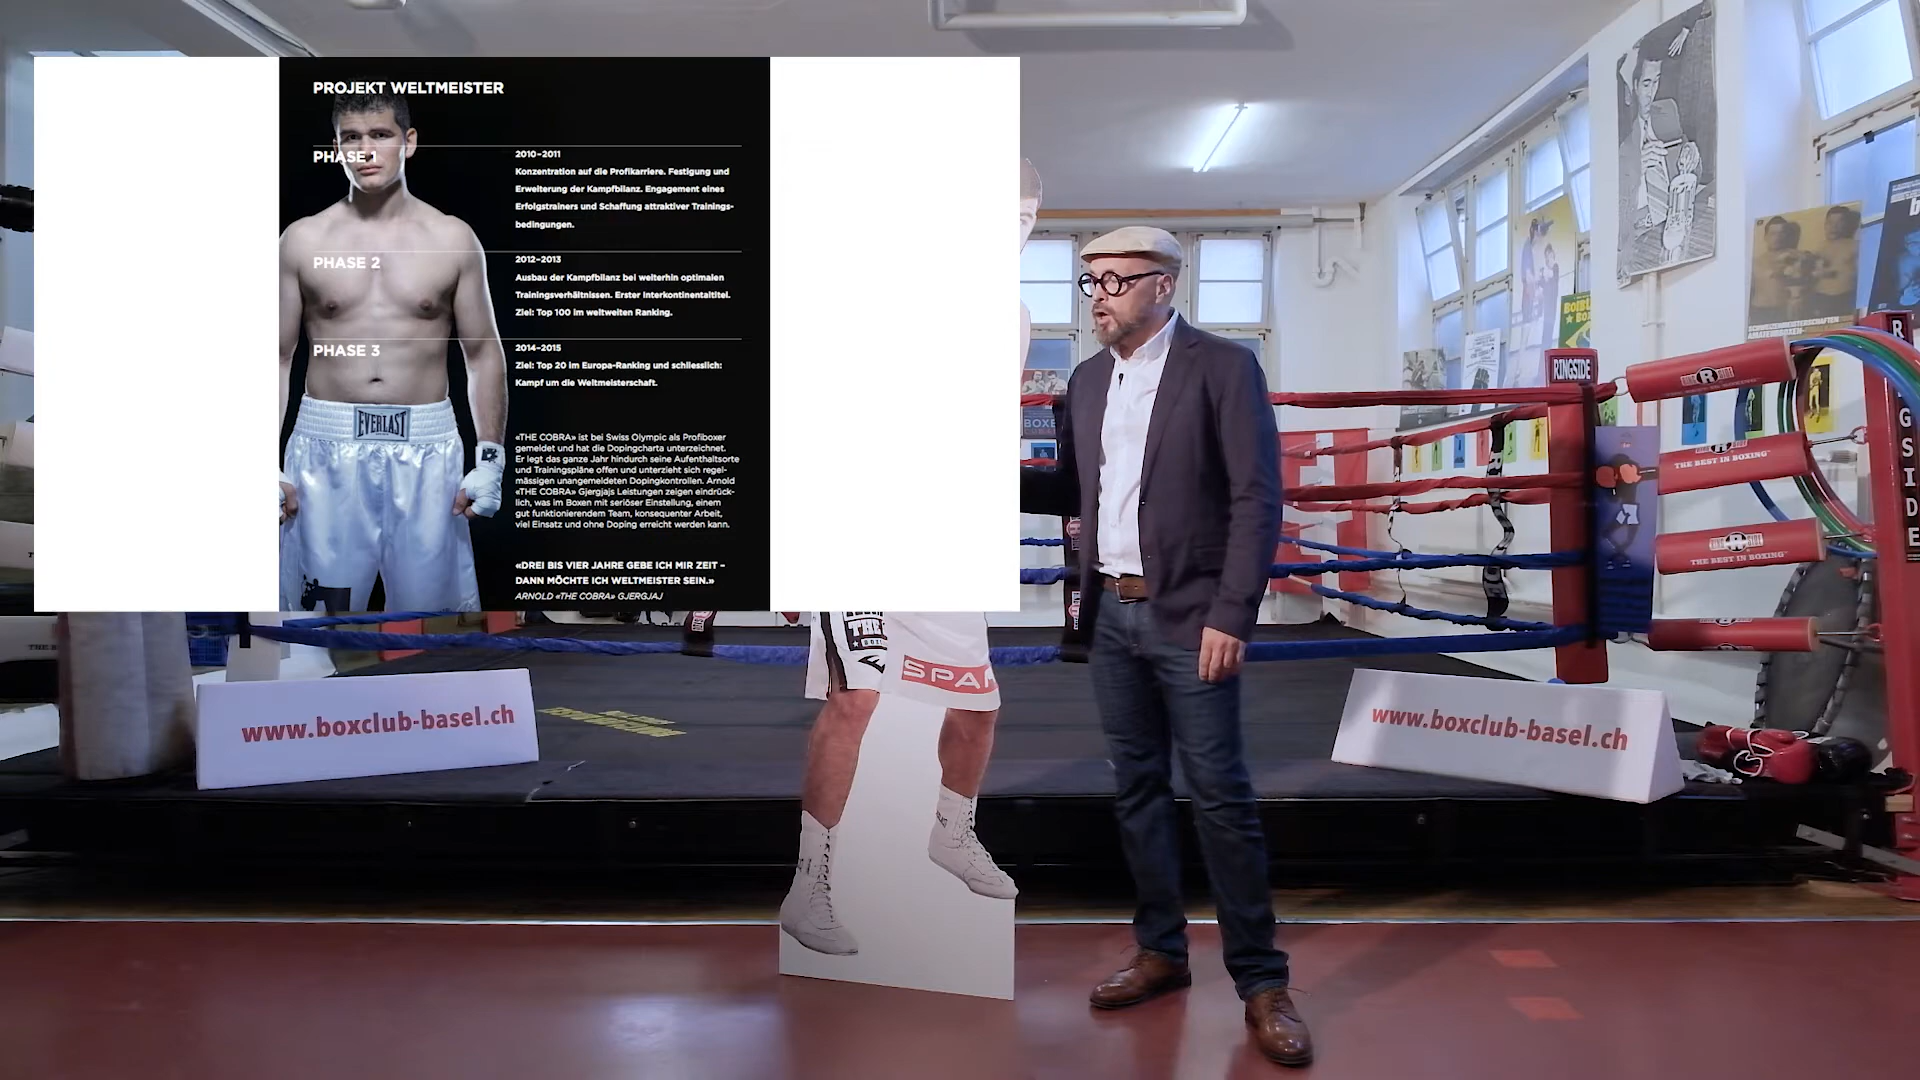 PROJEKT WELTMEISTER
PHASE 1
2010–2011
Konzentration auf die Profikarriere. Festigung und
Erweiterung der Kampfbilanz. Engagement eines
Erfolgstrainers und Schaffung attraktiver Trainings-
bedingungen.
PHASE 2
2012–2013
Ausbau der Kampfbilanz bei weiterhin optimalen
Trainingsverhältnissen. Erster Interkontinentaltitel.
Ziel: Top 100 im weltweiten Ranking.
PHASE 3
2014–2015
Ziel: Top 20 im Europa-Ranking und schliesslich:
Kampf um die Weltmeisterschaft.
«THE COBRA» ist bei Swiss Olympic als Profiboxer
gemeldet und hat die Dopingcharta unterzeichnet.
Er legt das ganze Jahr hindurch seine Aufenthaltsorte
und Trainingspläne offen und unterzieht sich regel-
mässigen unangemeldeten Dopingkontrollen. Arnold
«THE COBRA» Gjergjajs Leistungen zeigen eindrück-
lich, was im Boxen mit seriöser Einstellung, einem
gut funktionierendem Team, konsequenter Arbeit,
viel Einsatz und ohne Doping erreicht werden kann.
«DREI BIS VIER JAHRE GEBE ICH MIR ZEIT –
DANN MÖCHTE ICH WELTMEISTER SEIN.»
ARNOLD «THE COBRA» GJERGJAJ
EVERLAST
RINGSIDE
THE BEST IN BOXING
THE BEST IN BOXING
RINGSIDE
THE
SPAR
www.boxclub-basel.ch
www.boxclub-basel.ch